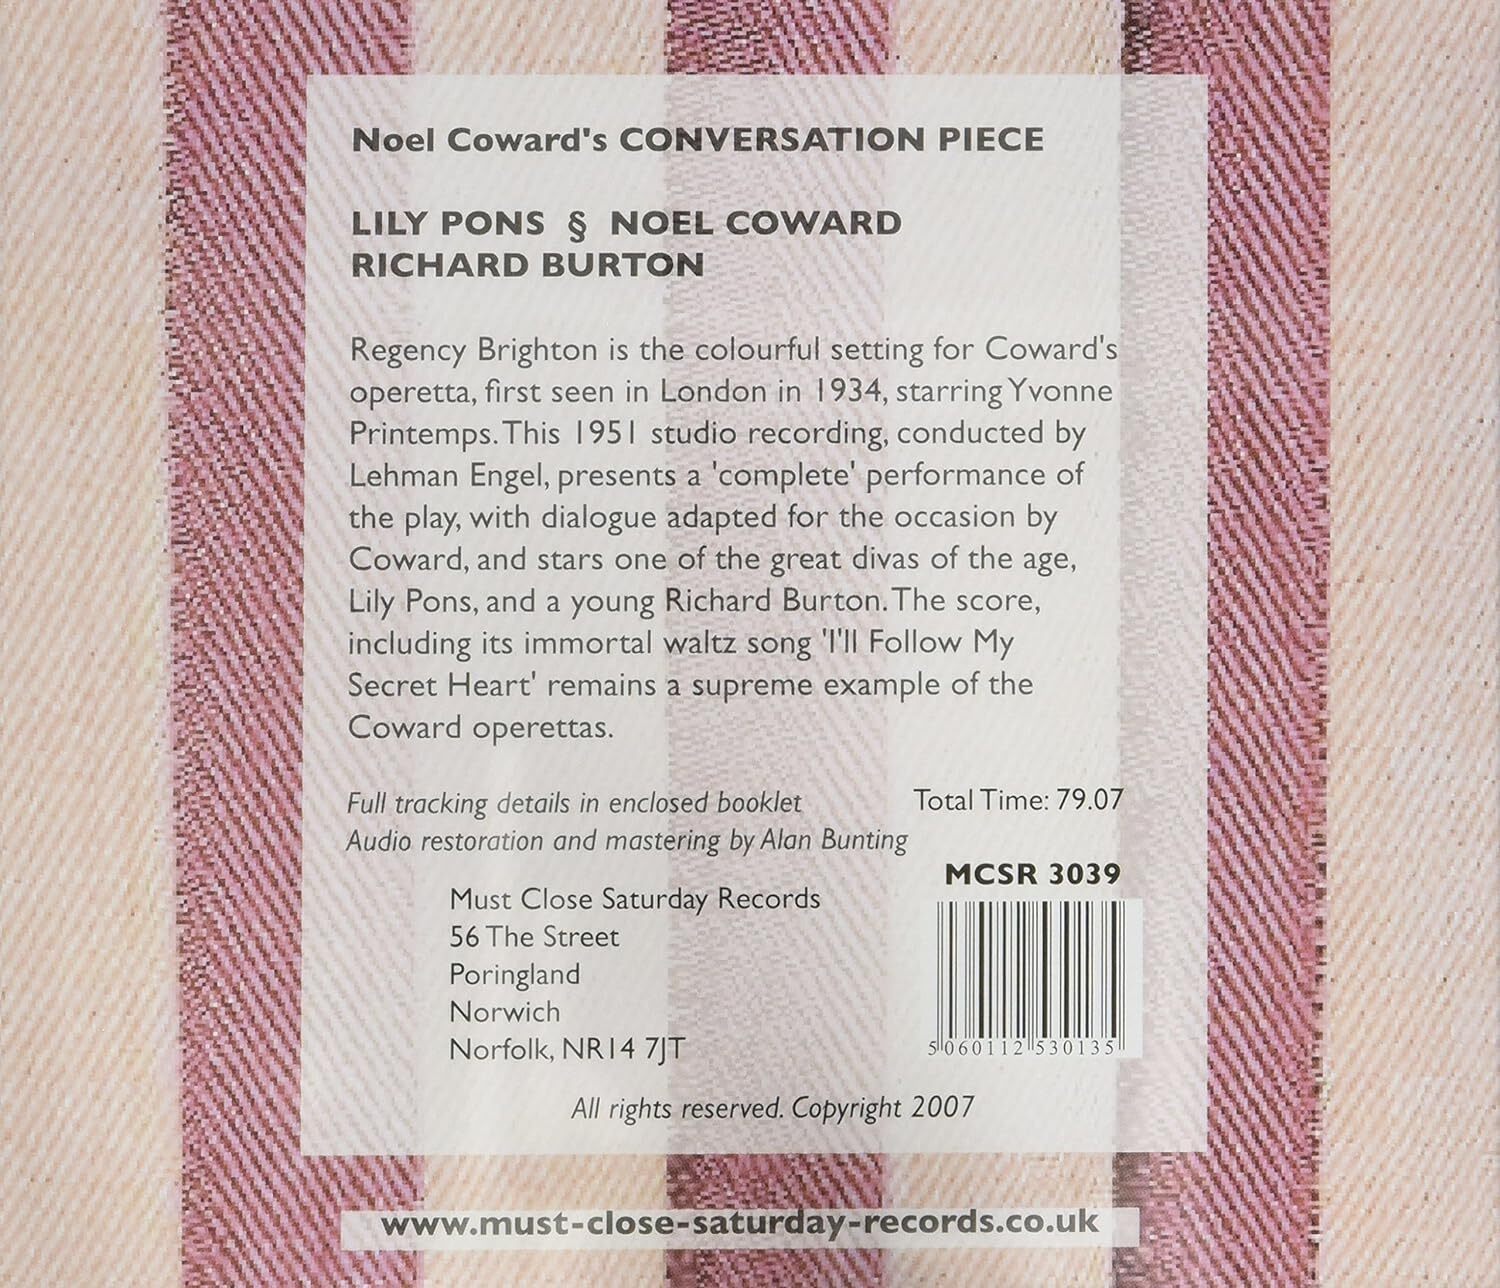 Noel Coward's CONVERSATION PIECE
LILY PONS § NOEL COWARD
RICHARD BURTON
Regency Brighton is the colourful setting for Coward's
operetta, first seen in London in 1934, starring Yvonne
Printemps. This 1951 studio recording, conducted by
Lehman Engel, presents a 'complete' performance of
the play, with dialogue adapted for the occasion by
Coward, and stars one of the great divas of the age,
Lily Pons, and a young Richard Burton. The score,
including its immortal waltz song 'I'll Follow My
Secret Heart' remains a supreme example of the
Coward operettas.
Full tracking details in enclosed booklet
Total Time: 79.07
Audio restoration and mastering by Alan Bunting
MCSR 3039
Must Close Saturday Records
56 The Street
Poringland
Norwich
Norfolk, NR14 7JT
5 060112 530135
All rights reserved. Copyright 2007
www.must-close-saturday-records.co.uk